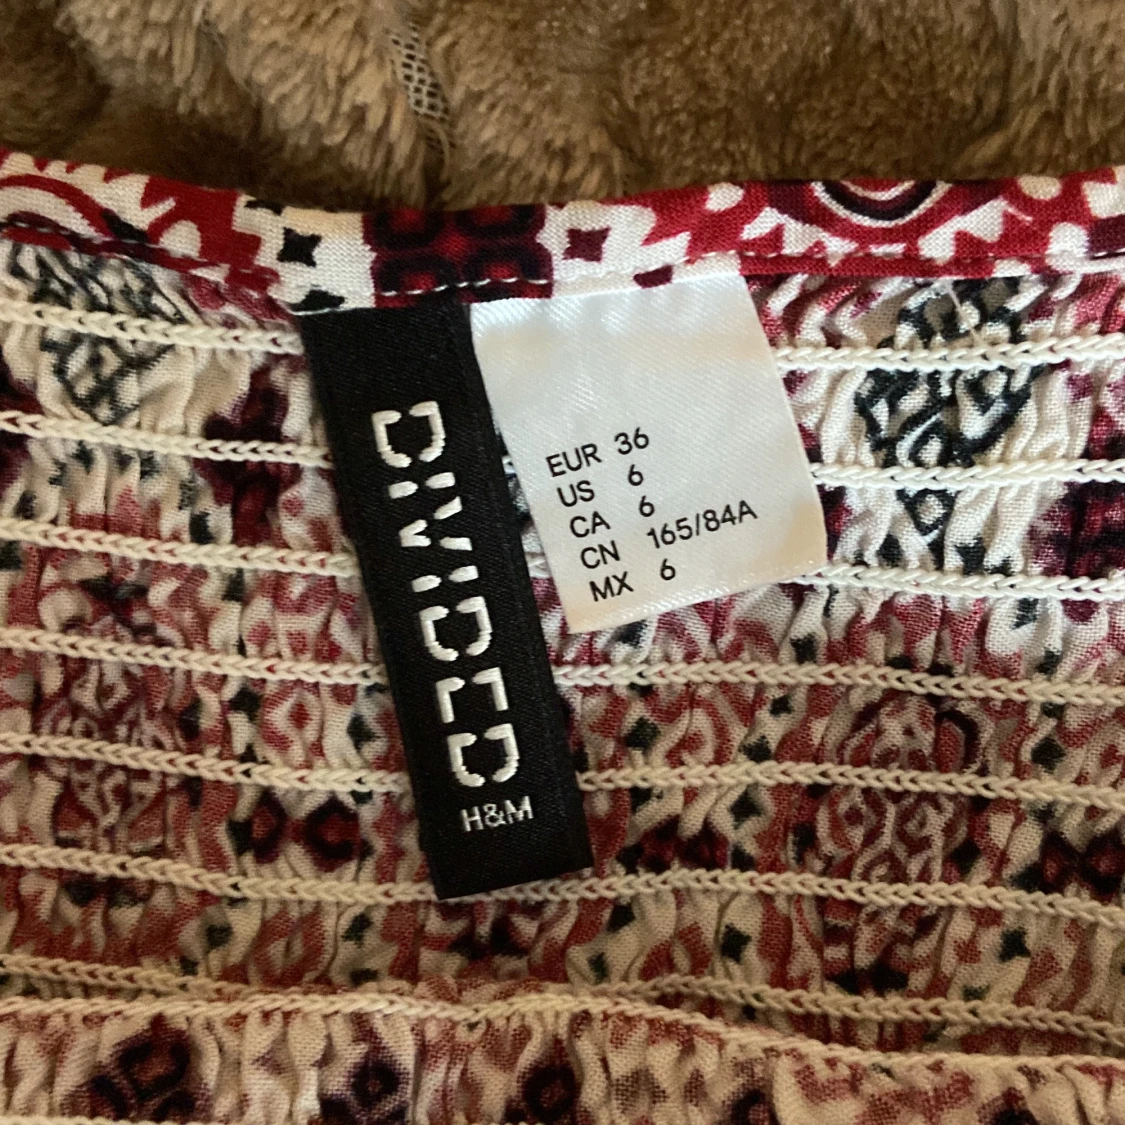 DIVIDED
H&M
EUR 36
US 6
CA 6
CN 165/84A
MX 6